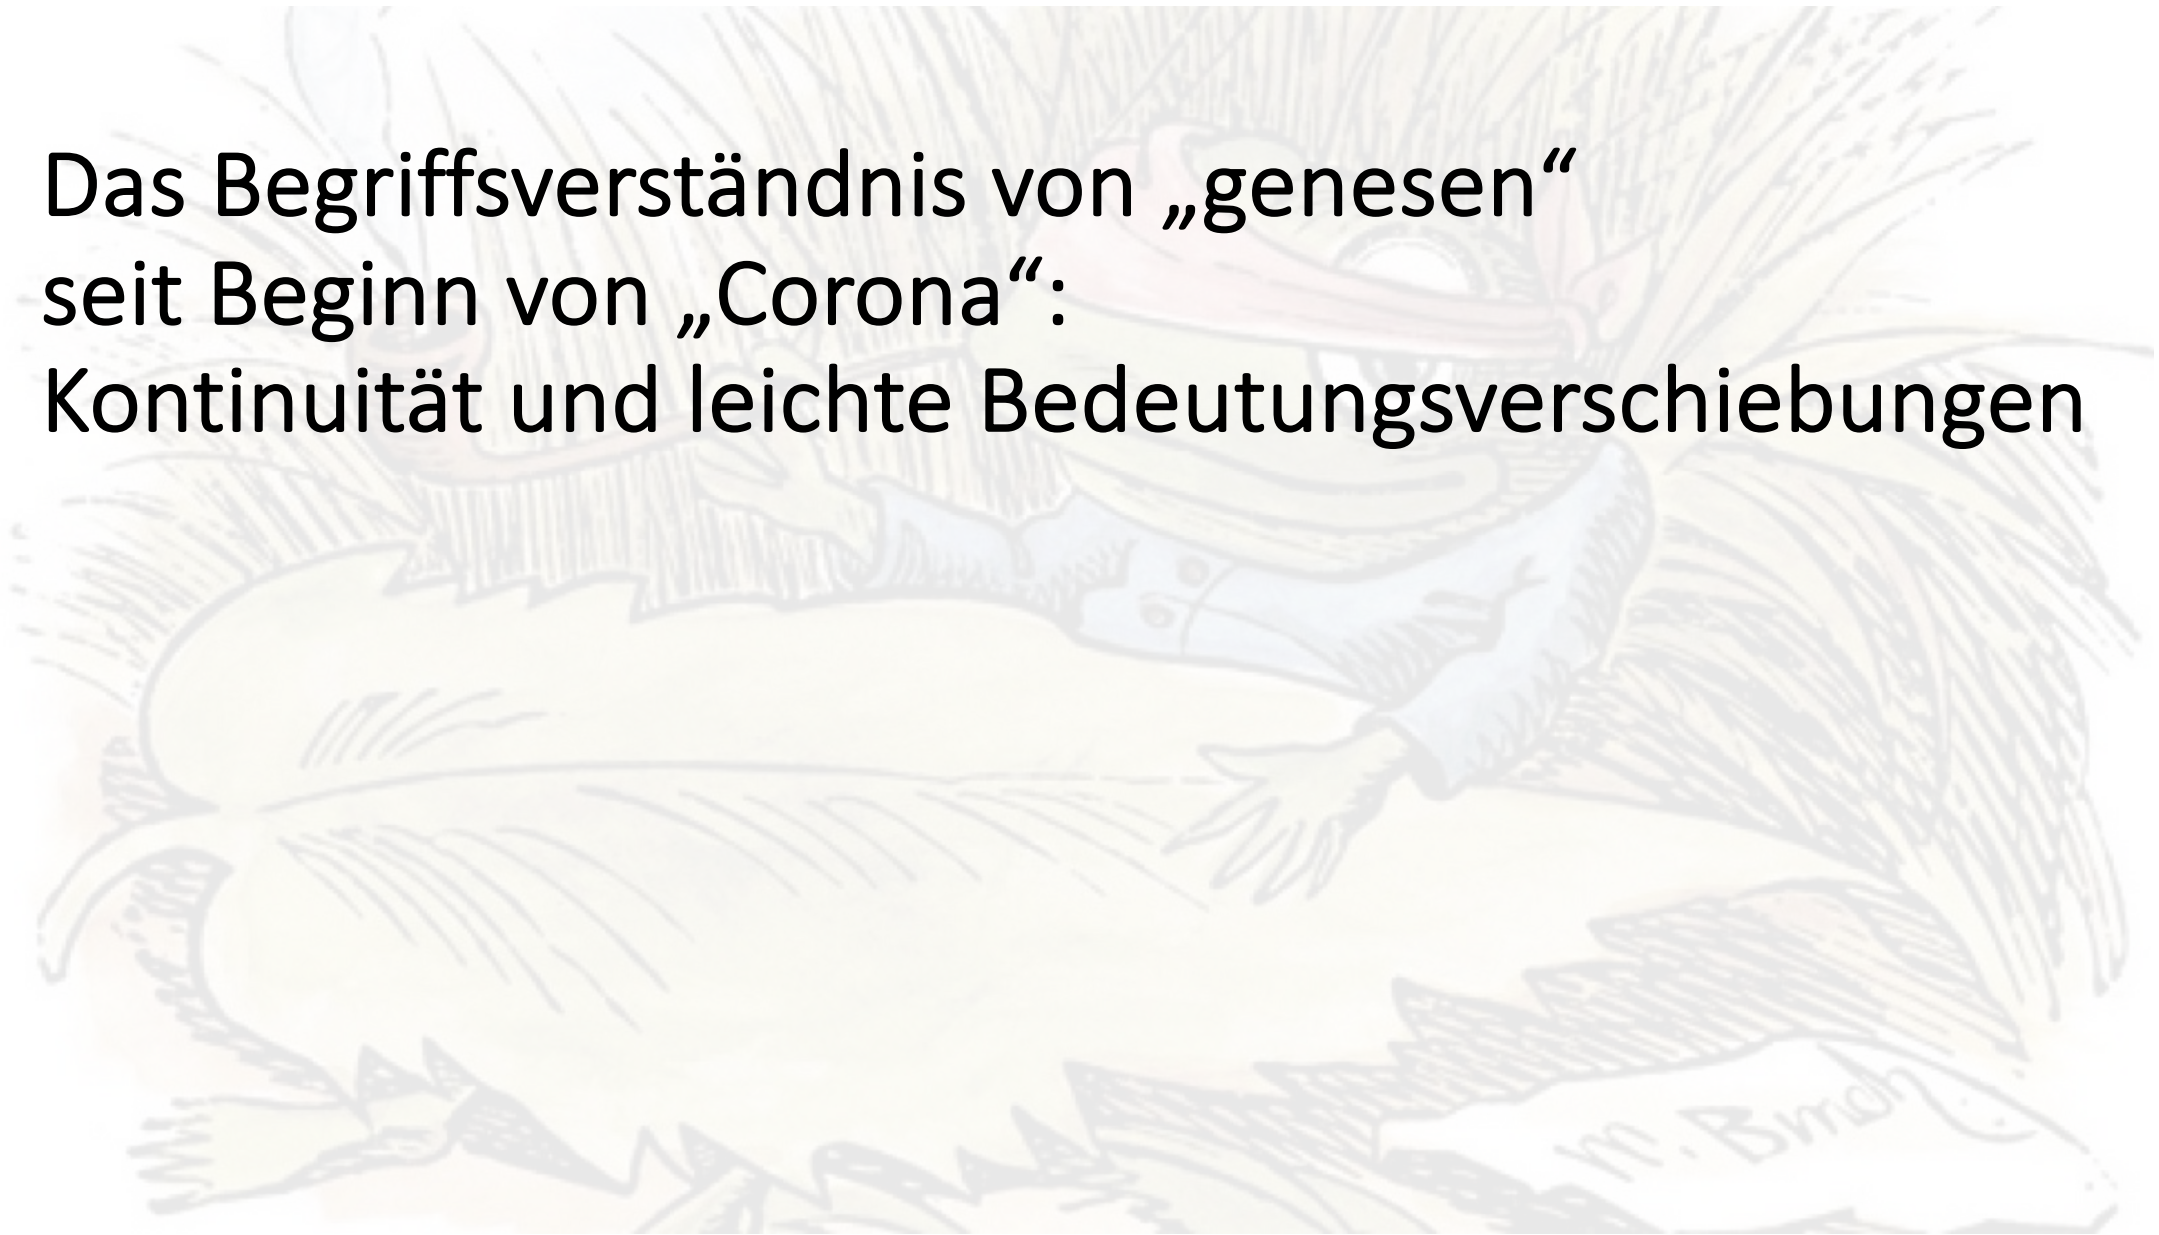 Das Begriffsverständnis von „genesen“
seit Beginn von „Corona“:
Kontinuität und leichte Bedeutungsverschiebungen